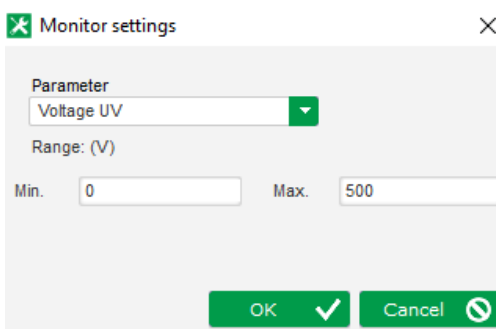 Monitor settings
Parameter
Voltage UV
Range: (V)
Min. 0 Max. 500
OK Cancel